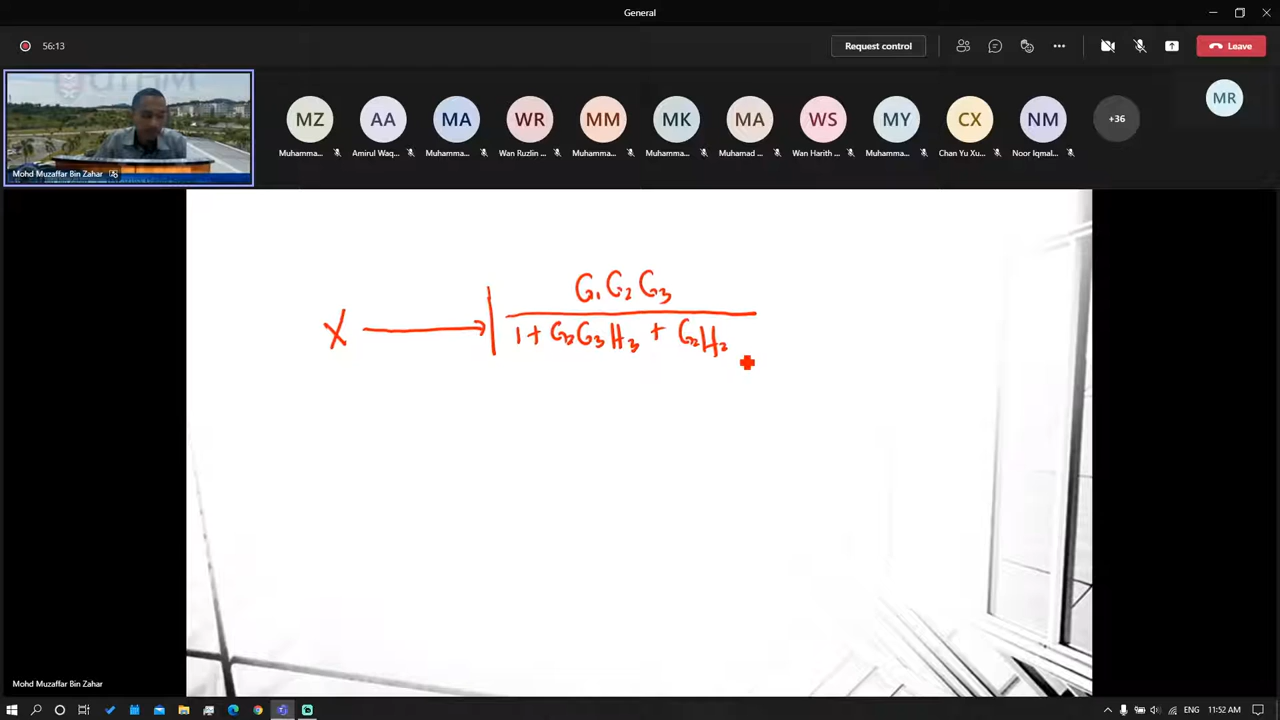 General
56:13
Request control
Leave
UTHM
MZ AA MA WR MM MK MA WS MY CX NM +36 MR
Mohd Muzaffar Bin Zahar
Muhamma... Amirul Waq... Muhamma... Wan Ruzlin ... Muhamma... Muhamma... Muhamad ... Wan Harith ... Muhamma... Chan Yu Xu... Noor Iqmal...
G₁G₂G₃
X → 1 + G₂G₃H₃ + G₂H₂
Mohd Muzaffar Bin Zahar
ENG 11:52 AM